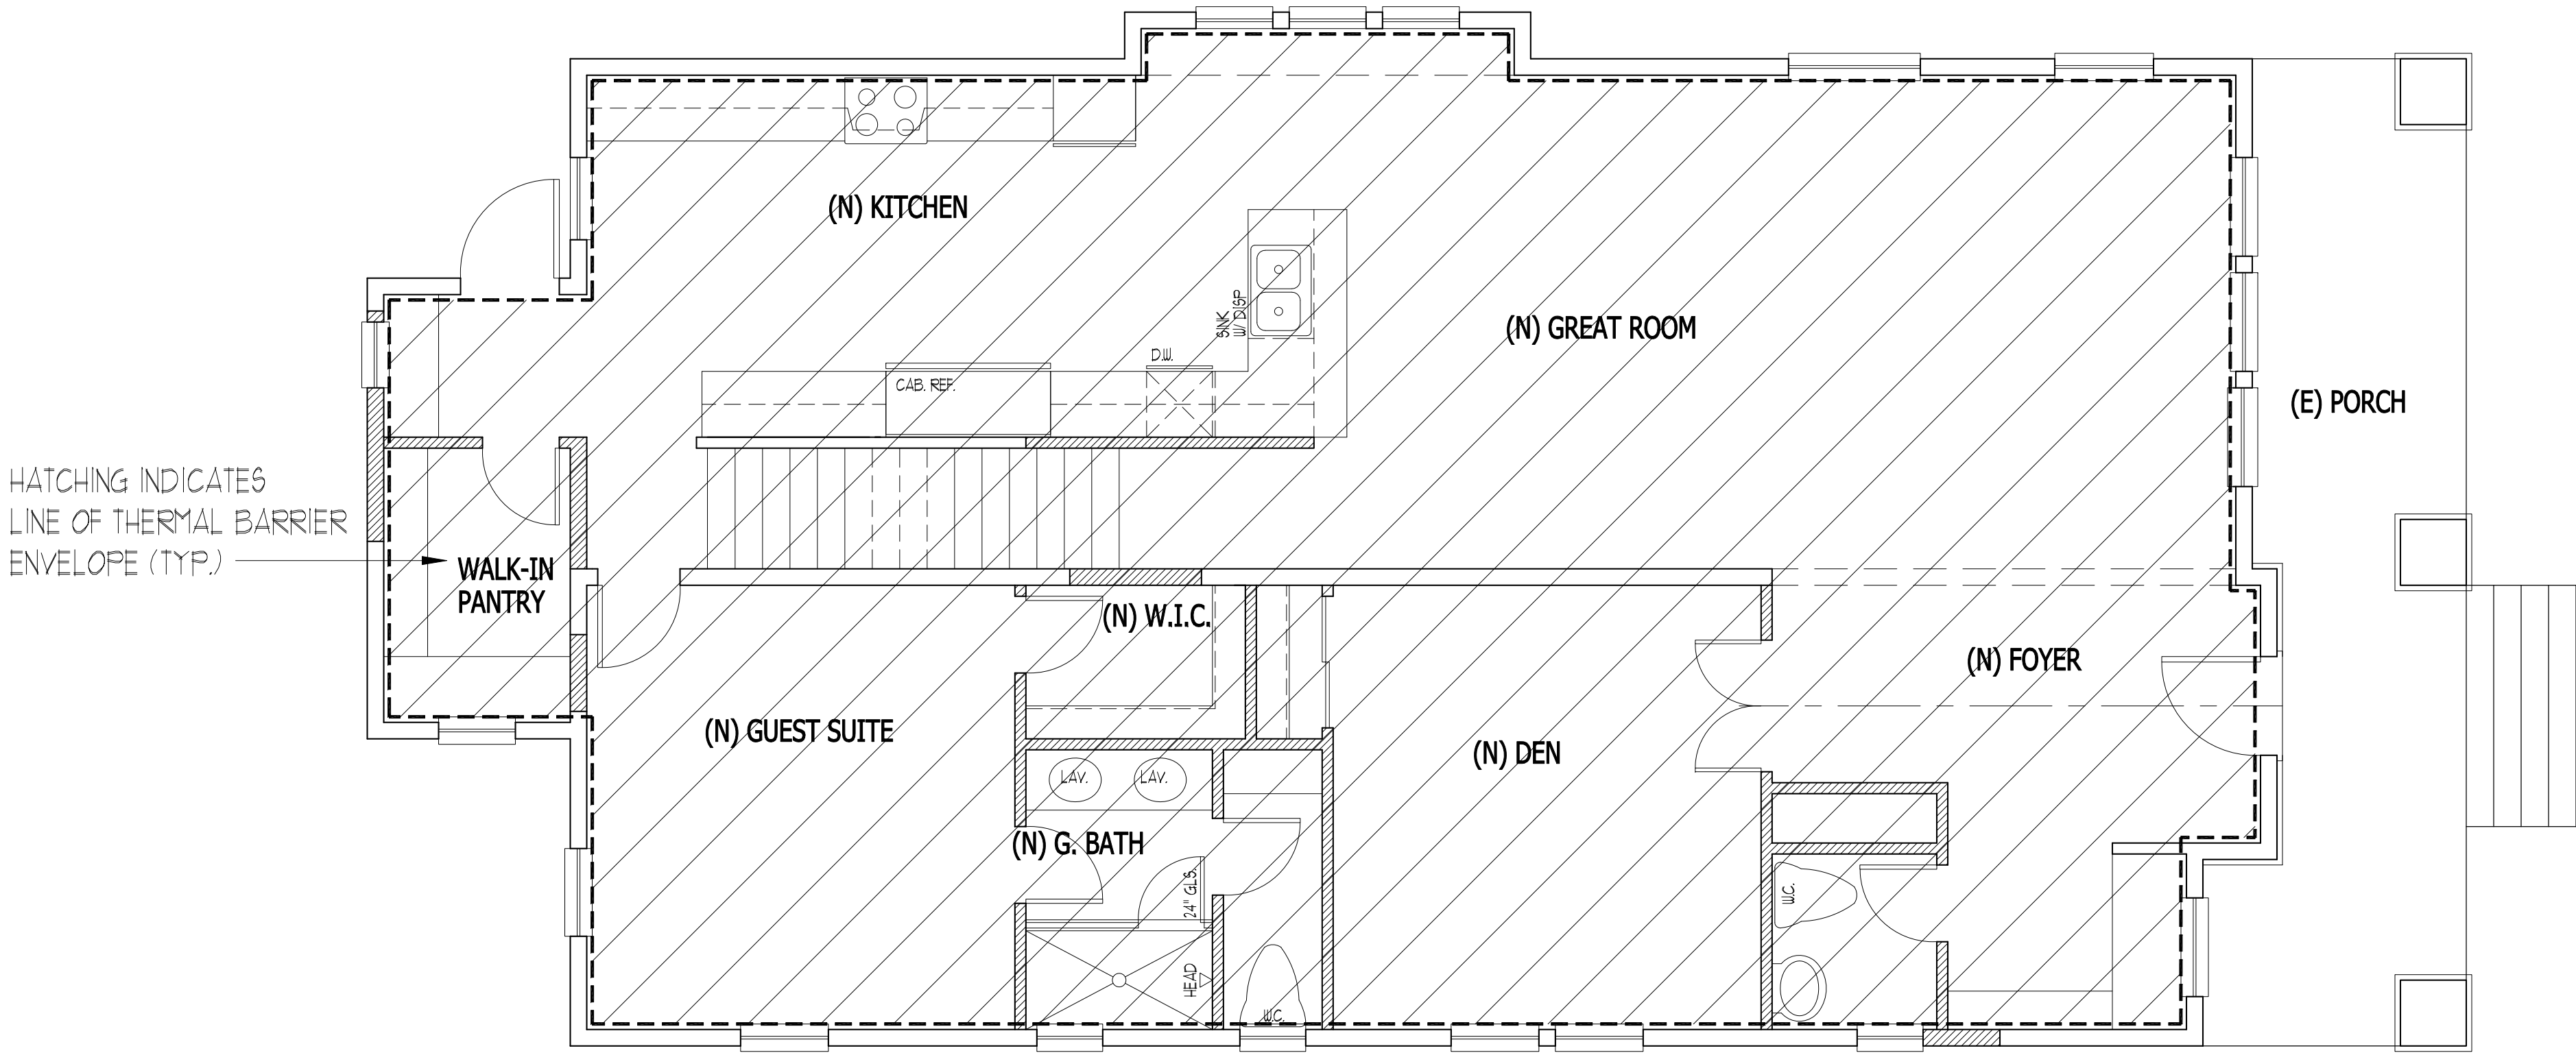 (N) KITCHEN
SINK
W/ DISP
(N) GREAT ROOM
D.W.
CAB. REF.
(E) PORCH
HATCHING INDICATES
LINE OF THERMAL BARRIER
ENVELOPE (TYP.)
WALK-IN
PANTRY
(N) W.I.C.
(N) FOYER
(N) GUEST SUITE
(N) DEN
LAV.
LAV.
(N) G. BATH
24" GLS.
W.C.
HEAD
W.C.